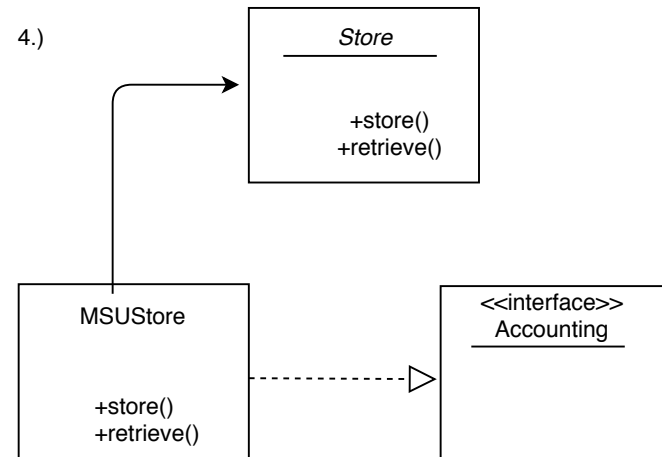 4.)
Store
+store()
+retrieve()
MSUStore
+store()
+retrieve()
<<interface>>
Accounting